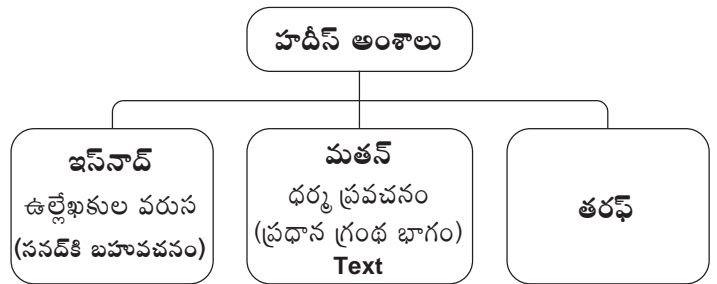 హదీస్ అంశాలు
ఇస్‌నాద్
ఉల్లేఖకుల వరుస
(సనద్‌కి బహువచనం)
మతన్
ధర్మ ప్రవచనం
(ప్రధాన గ్రంథ భాగం)
Text
తరఫ్